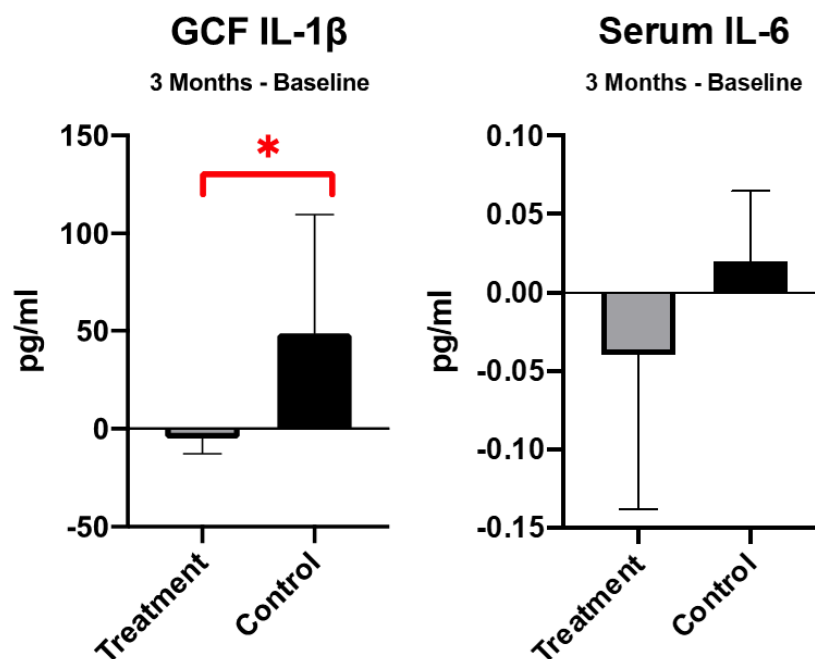 GCF IL-1β
3 Months - Baseline
150
100
50
0
-50
pg/ml
*
Treatment
Control
Serum IL-6
3 Months - Baseline
0.10
0.05
0.00
-0.05
-0.10
-0.15
pg/ml
Treatment
Control